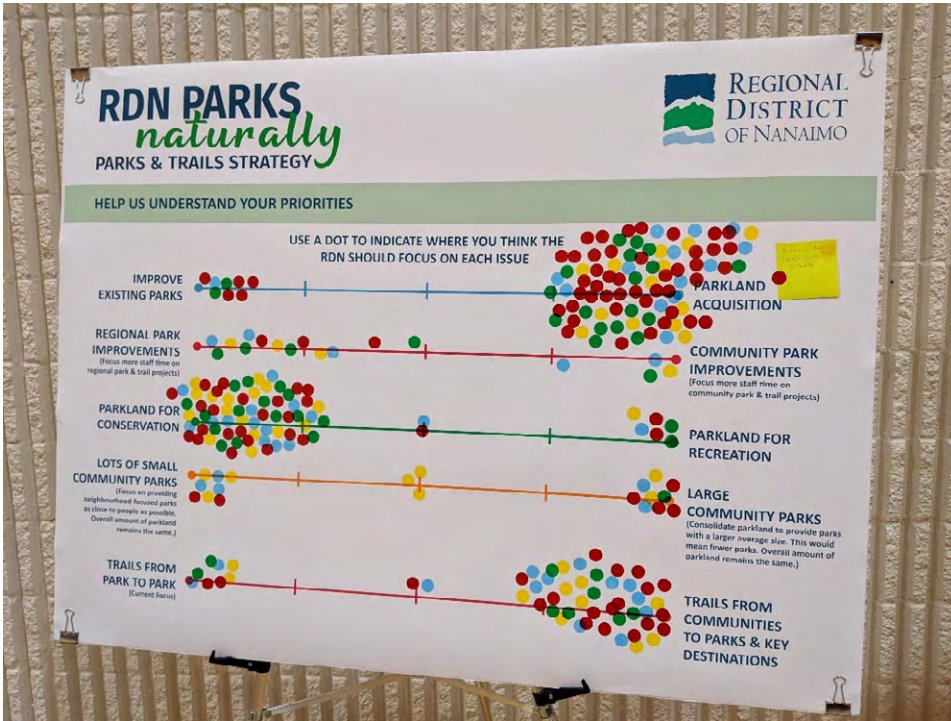 RDN PARKS
naturally
PARKS & TRAILS STRATEGY
REGIONAL
DISTRICT
OF NANAIMO
HELP US UNDERSTAND YOUR PRIORITIES
USE A DOT TO INDICATE WHERE YOU THINK THE
RDN SHOULD FOCUS ON EACH ISSUE
IMPROVE
EXISTING PARKS
PARKLAND
ACQUISITION
REGIONAL PARK
IMPROVEMENTS
(Focus more staff time on
regional park & trail projects)
COMMUNITY PARK
IMPROVEMENTS
(Focus more staff time on
community park & trail projects)
PARKLAND FOR
CONSERVATION
PARKLAND FOR
RECREATION
LOTS OF SMALL
COMMUNITY PARKS
(Focus on providing
neighbourhood focused parks
as close to people as possible.
Overall amount of parkland
remains the same.)
LARGE
COMMUNITY PARKS
(Consolidate parkland to provide parks
with a larger average size. This would
mean fewer parks. Overall amount of
parkland remains the same.)
TRAILS FROM
PARK TO PARK
(Current Focus)
TRAILS FROM
COMMUNITIES
TO PARKS & KEY
DESTINATIONS